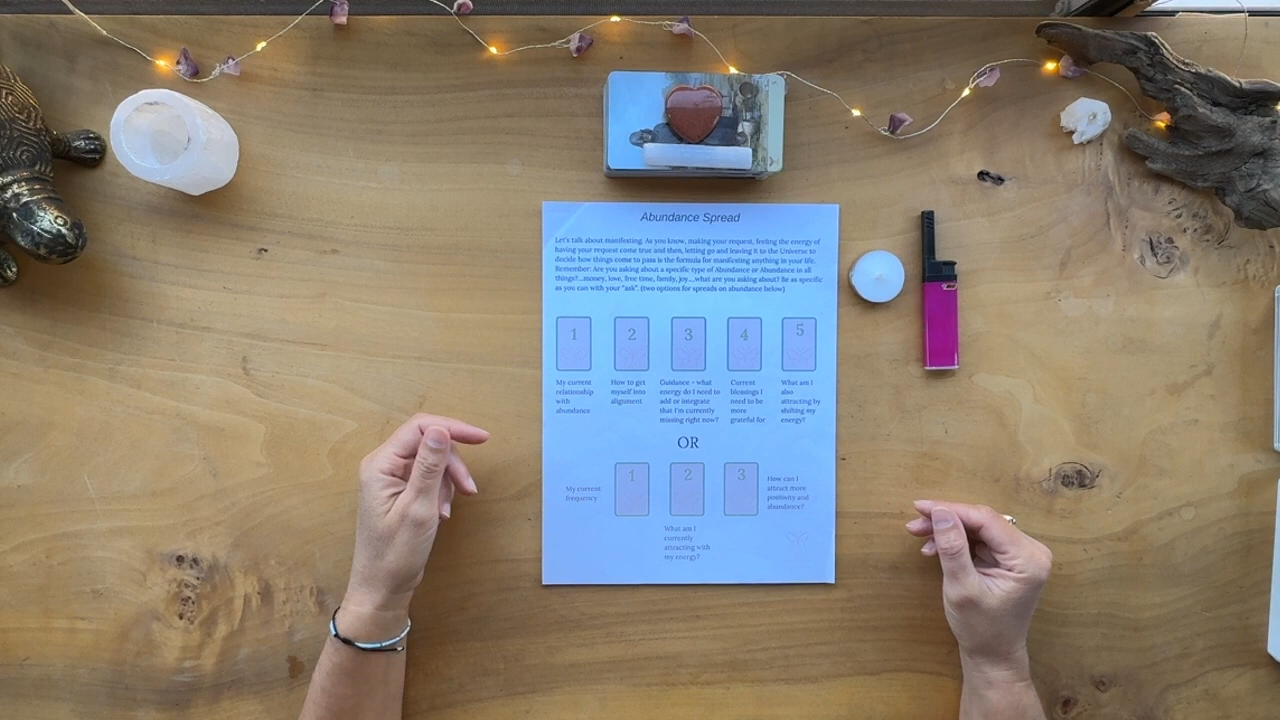 Abundance Spread
Let's talk about manifesting. As you know, making your request, feeling the energy of
having your request come true and then, letting go and leaving it to the Universe to
decide how things come to pass is the formula for manifesting anything in your life.
Remember: Are you asking about a specific type of Abundance or Abundance in all
things?...money, love, free time, family, joy....what are you asking about? Be as specific
as you can with your "ask". (two options for spreads on abundance below)
1
2
3
4
5
My current
relationship
with
abundance
How to get
myself into
alignment
Guidance - what
energy do I need to
add or integrate
that I'm currently
missing right now?
Current
blessings I
need to be
more
grateful for
What am I
also
attracting by
shifting my
energy?
OR
My current
frequency
1
2
3
How can I
attract more
positivity and
abundance?
What am I
currently
attracting with
my energy?